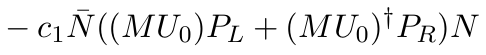 $- c_1 \bar{N}((MU_0)P_L + (MU_0)^\dagger P_R)N$